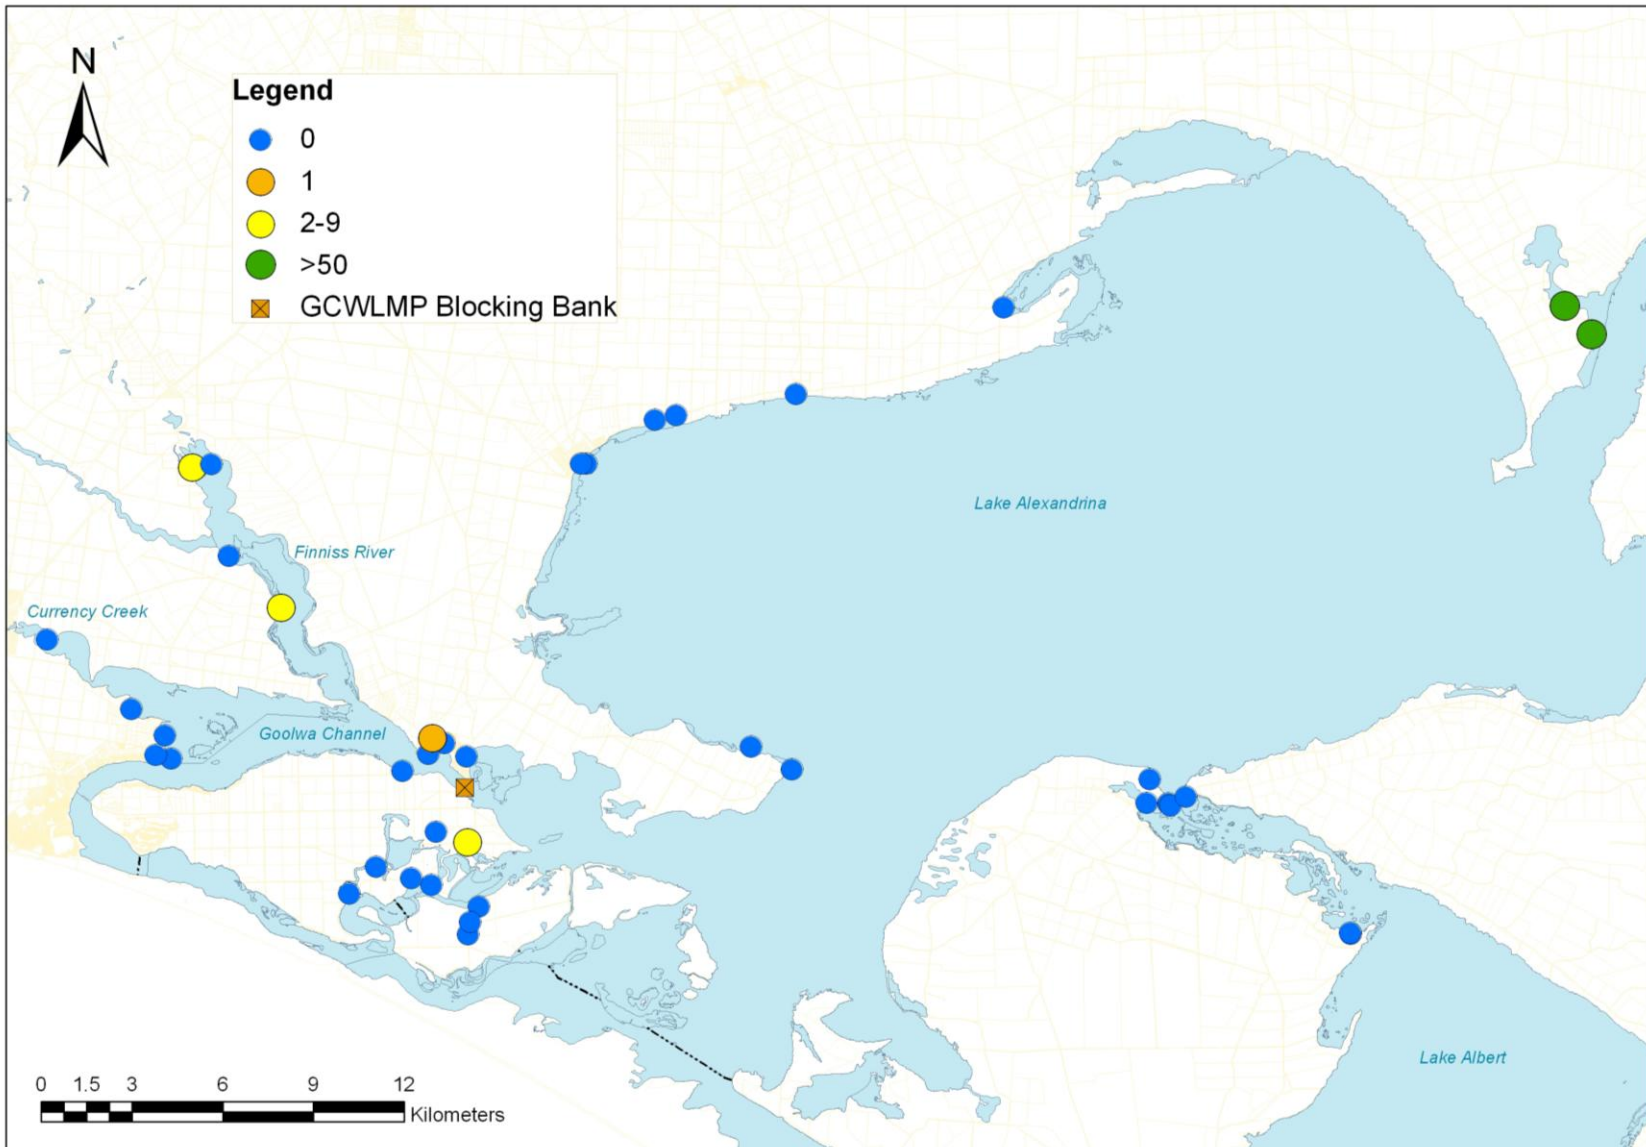 N
Legend
0
1
2-9
>50
GCWLMP Blocking Bank
Lake Alexandrina
Finniss River
Currency Creek
Goolwa Channel
Lake Albert
0 1.5 3 6 9 12
Kilometers